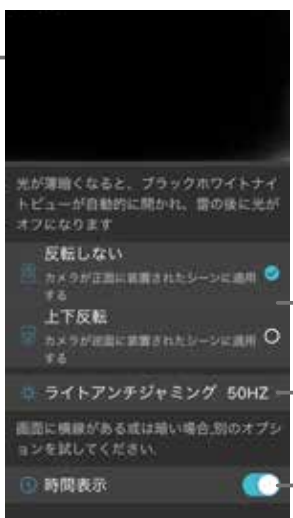 光が薄暗くなると、ブラックホワイトナイ
トビューが自動的に開かれ、雷の後に光が
オフになります
反転しない
カメラが正面に装置されたシーンに適用
する
上下反転
カメラが逆面に装置されたシーンに適用
する
ライトアンチジャミング 50HZ
画面に横線がある或は暗い場合,別のオプシ
ョンを試してください.
時間表示